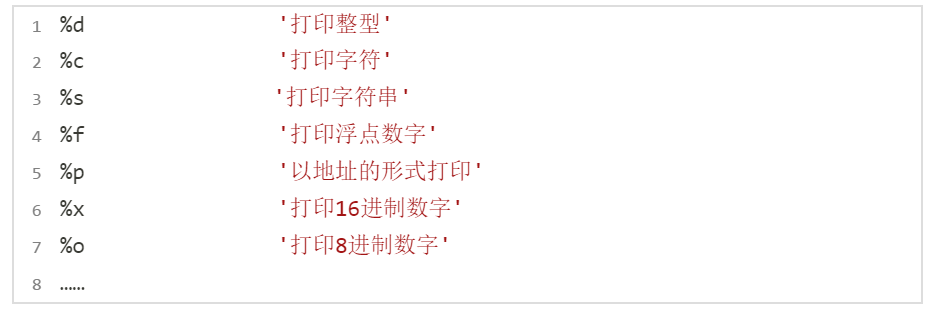 1 %d '打印整型'
2 %c '打印字符'
3 %s '打印字符串'
4 %f '打印浮点数字'
5 %p '以地址的形式打印'
6 %x '打印16进制数字'
7 %o '打印8进制数字'
8 ……